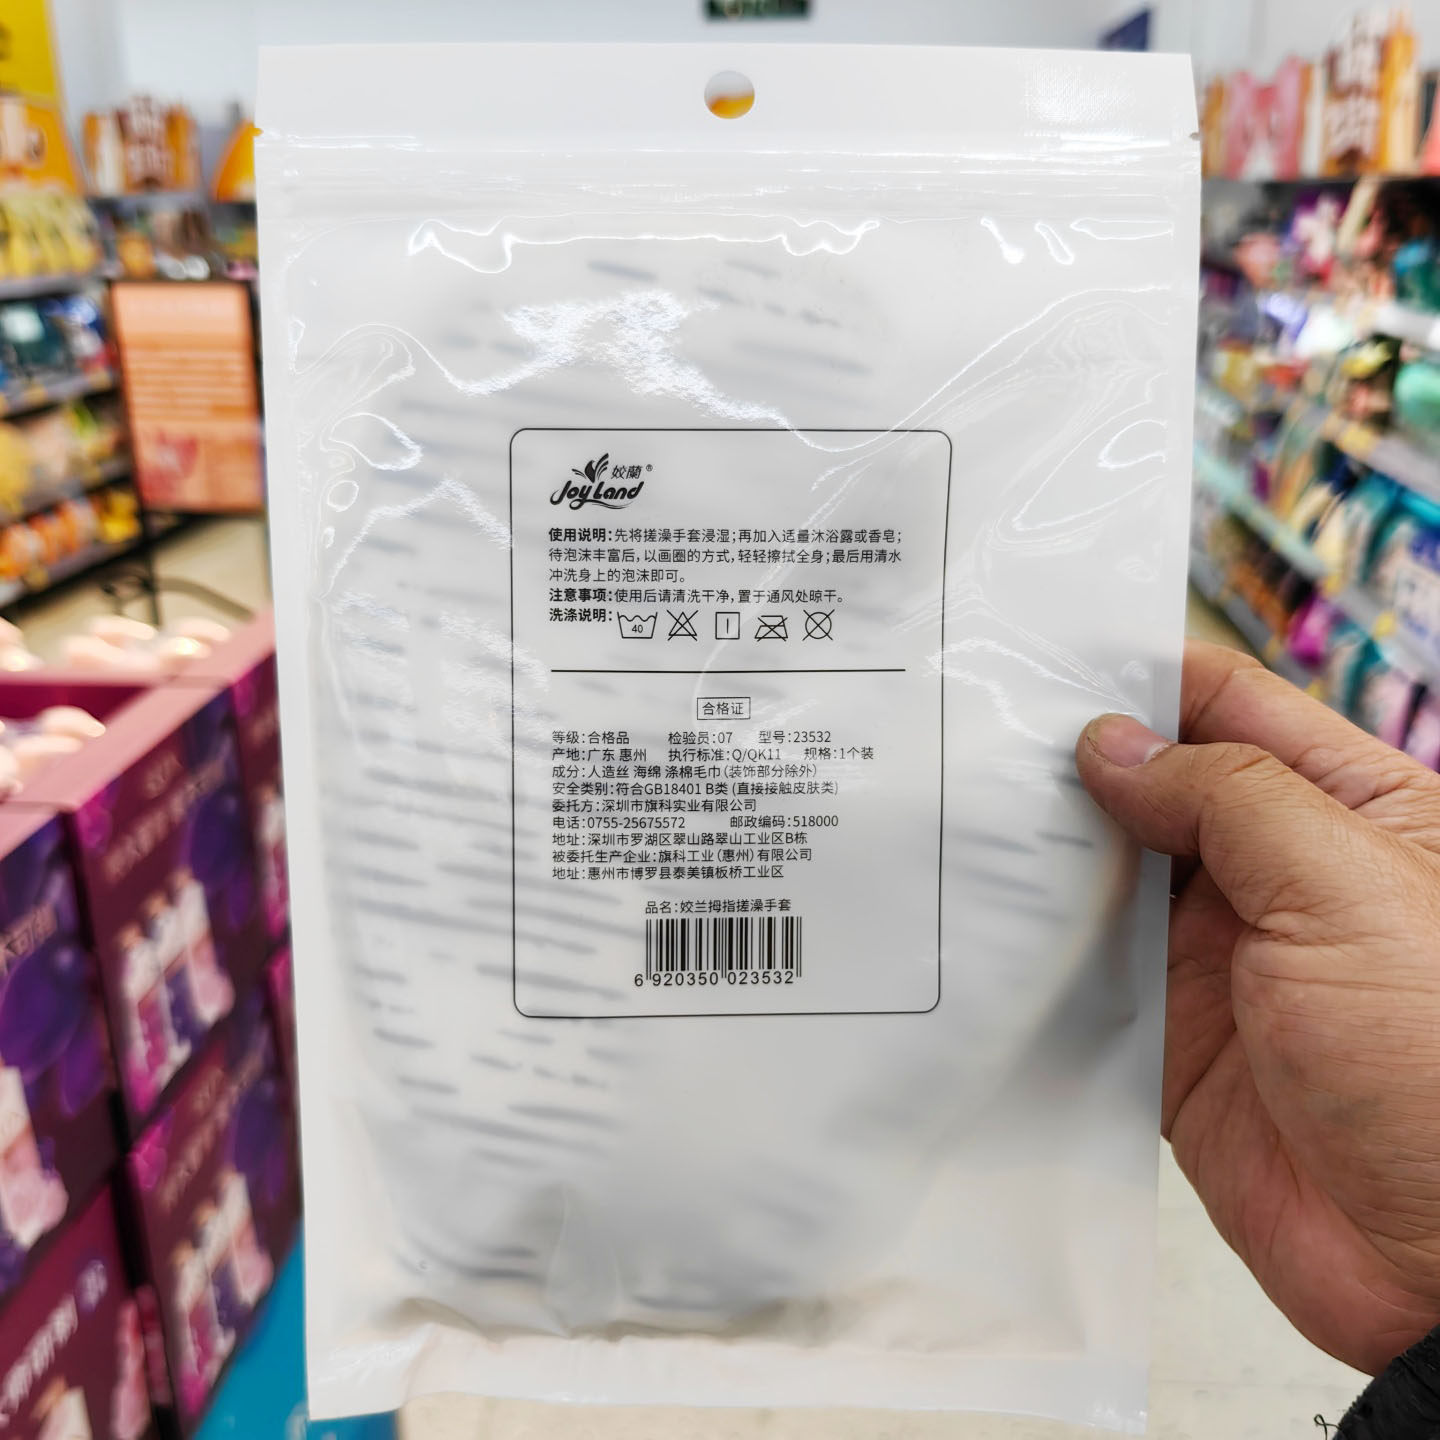 姣蘭®
Joy Land
使用说明:先将搓澡手套浸湿;再加入适量沐浴露或香皂;
待泡沫丰富后,以画圈的方式,轻轻擦拭全身;最后用清水
冲洗身上的泡沫即可。
注意事项:使用后请清洗干净,置于通风处晾干。
洗涤说明: 40
合格证
等级:合格品 检验员:07 型号:23532
产地:广东 惠州 执行标准:Q/QK11 规格:1个装
成分:人造丝 海绵 涤棉毛巾(装饰部分除外)
安全类别:符合GB18401 B类 (直接接触皮肤类)
委托方:深圳市旗科实业有限公司
电话:0755-25675572 邮政编码:518000
地址:深圳市罗湖区翠山路翠山工业区B栋
被委托生产企业:旗科工业(惠州)有限公司
地址:惠州市博罗县泰美镇板桥工业区
品名:姣兰拇指搓澡手套
6 920350 023532